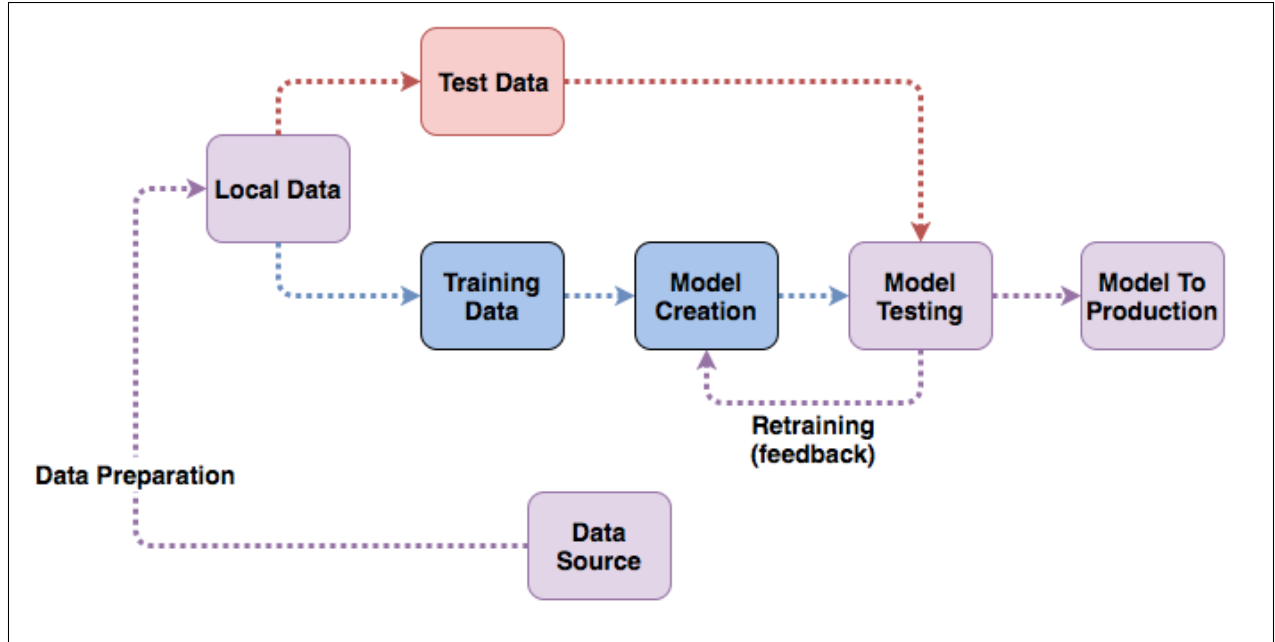 Test Data
Local Data
Training
Data
Model
Creation
Model
Testing
Model To
Production
Retraining
(feedback)
Data Preparation
Data
Source